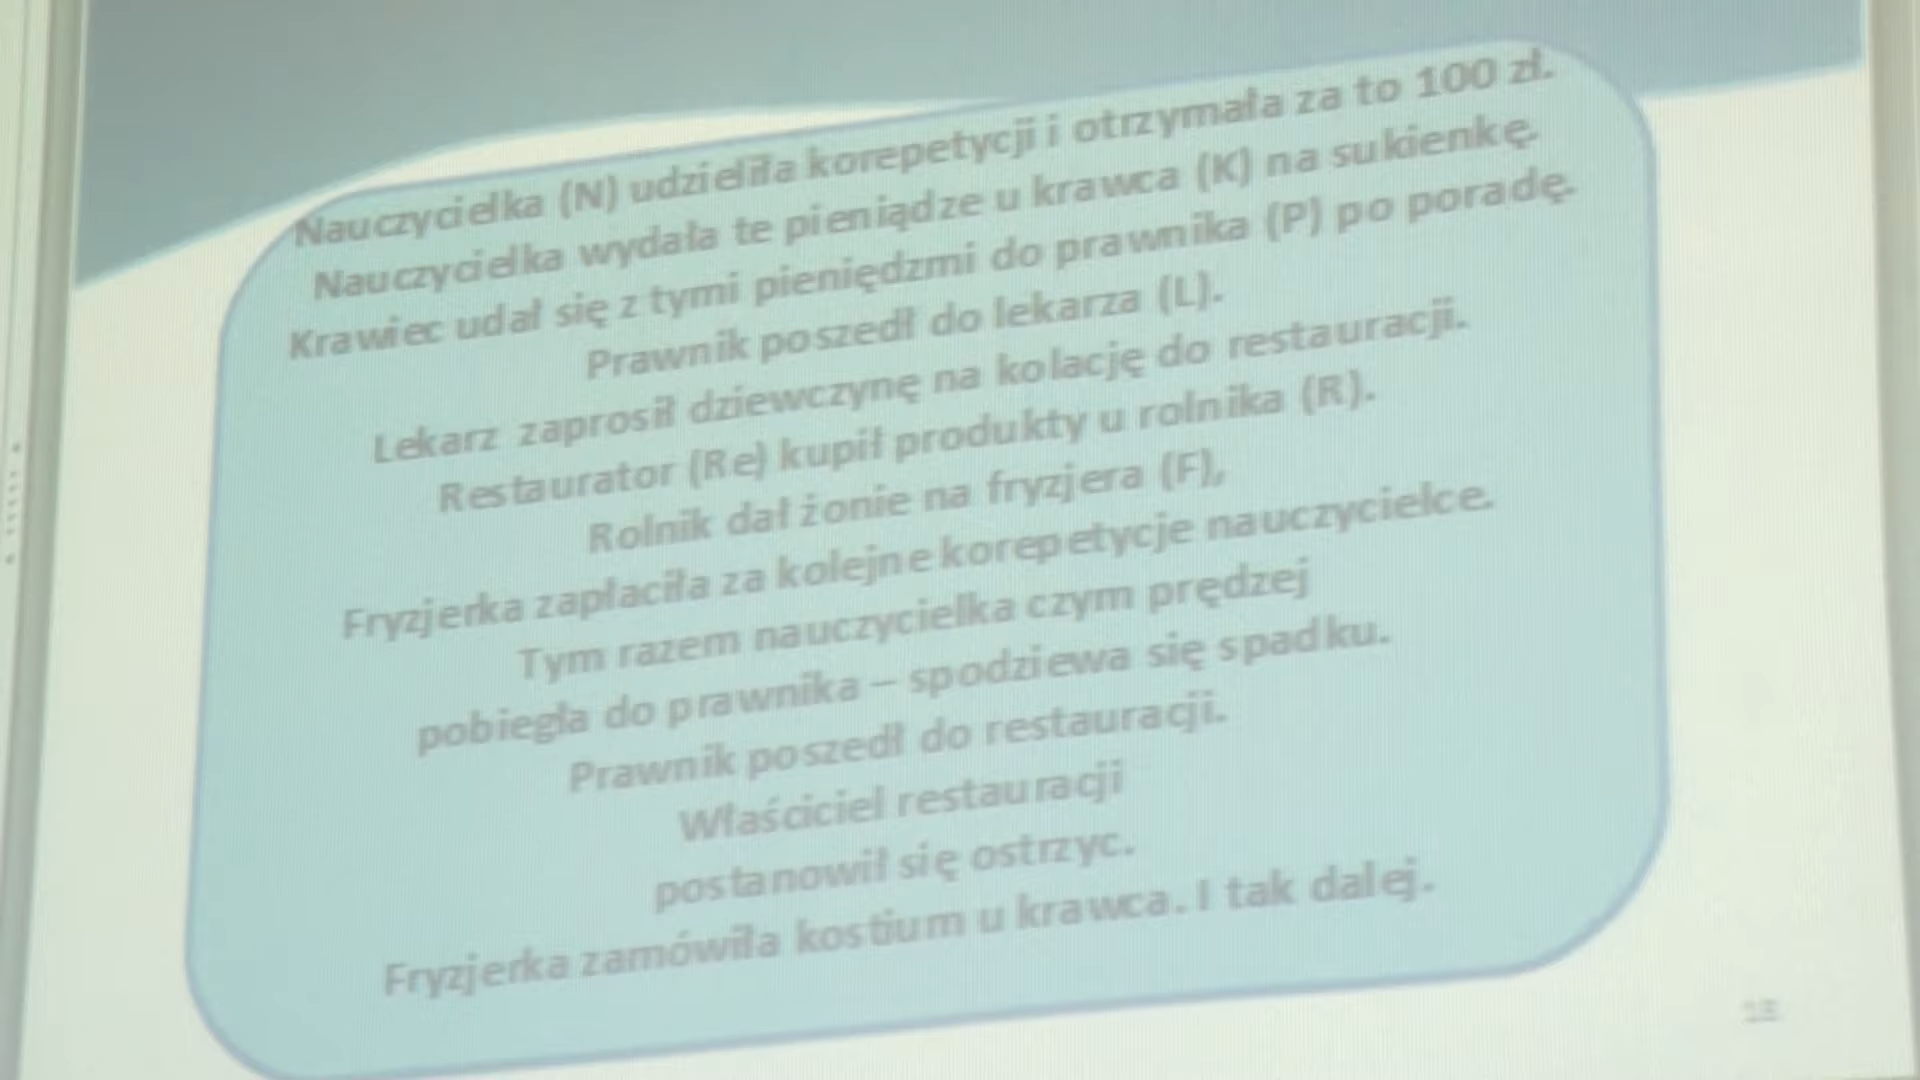 Nauczycielka (N) udzieliła korepetycji i otrzymała za to 100 zł.
Nauczycielka wydała te pieniądze u krawca (K) na sukienkę.
Krawiec udał się z tymi pieniędzmi do prawnika (P) po poradę.
Prawnik poszedł do lekarza (L).
Lekarz zaprosił dziewczynę na kolację do restauracji.
Restaurator (Re) kupił produkty u rolnika (R).
Rolnik dał żonie na fryzjera (F),
Fryzjerka zapłaciła za kolejne korepetycje nauczycielce.
Tym razem nauczycielka czym prędzej
pobiegła do prawnika – spodziewa się spadku.
Prawnik poszedł do restauracji.
Właściciel restauracji
postanowił się ostrzyc.
Fryzjerka zamówiła kostium u krawca. I tak dalej.